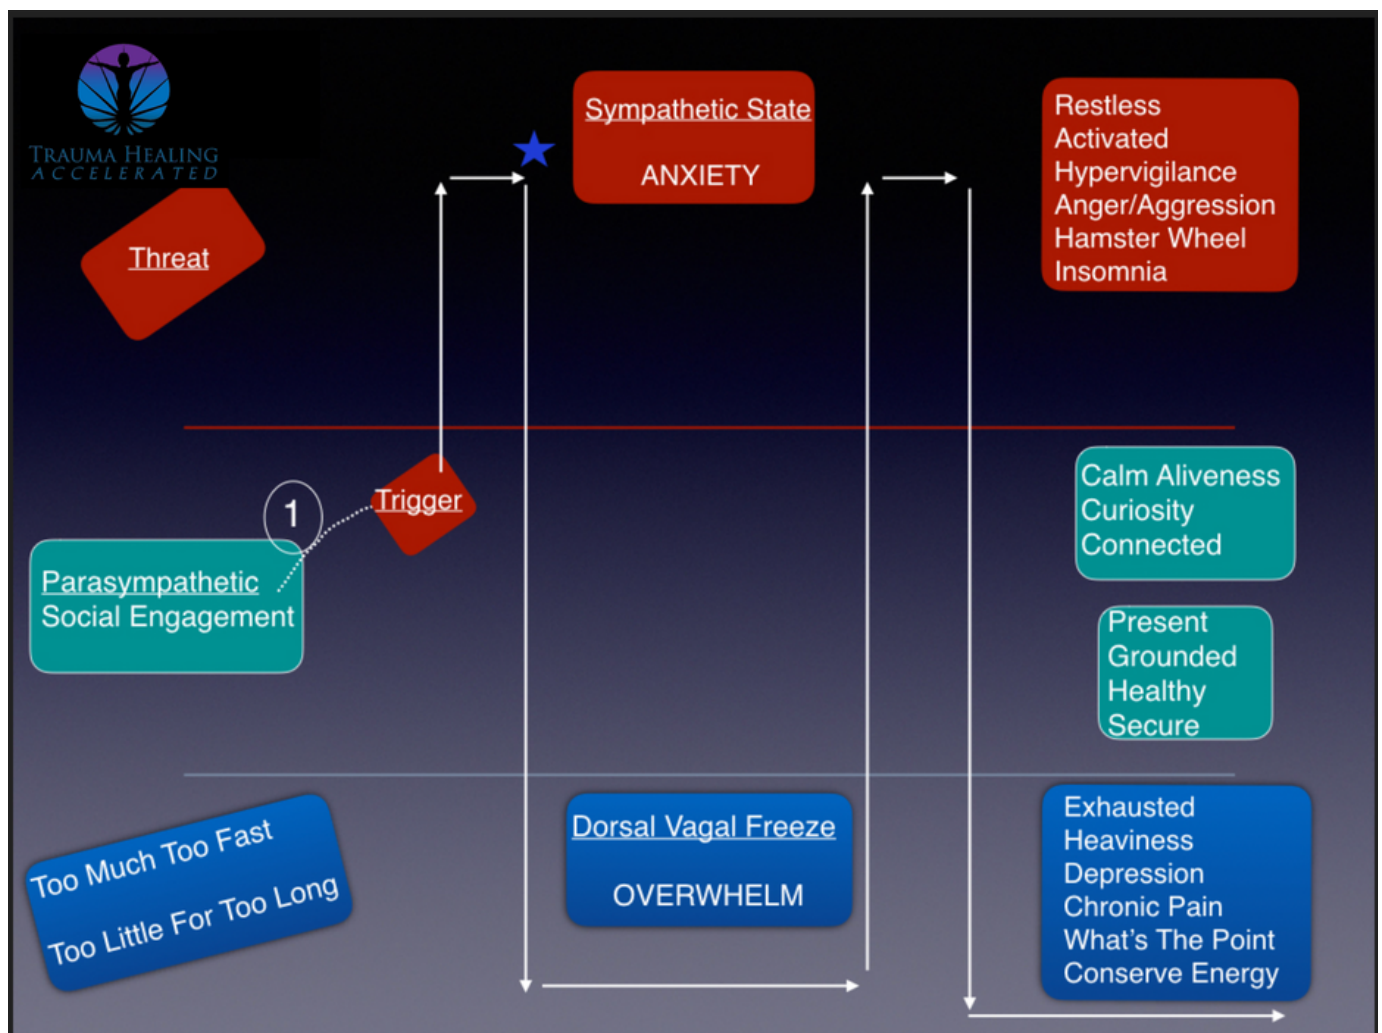 TRAUMA HEALING
ACCELERATED
Threat
Sympathetic State
ANXIETY
Restless
Activated
Hypervigilance
Anger/Aggression
Hamster Wheel
Insomnia
1
Trigger
Parasympathetic
Social Engagement
Calm Aliveness
Curiosity
Connected
Present
Grounded
Healthy
Secure
Too Much Too Fast
Too Little For Too Long
Dorsal Vagal Freeze
OVERWHELM
Exhausted
Heaviness
Depression
Chronic Pain
What's The Point
Conserve Energy